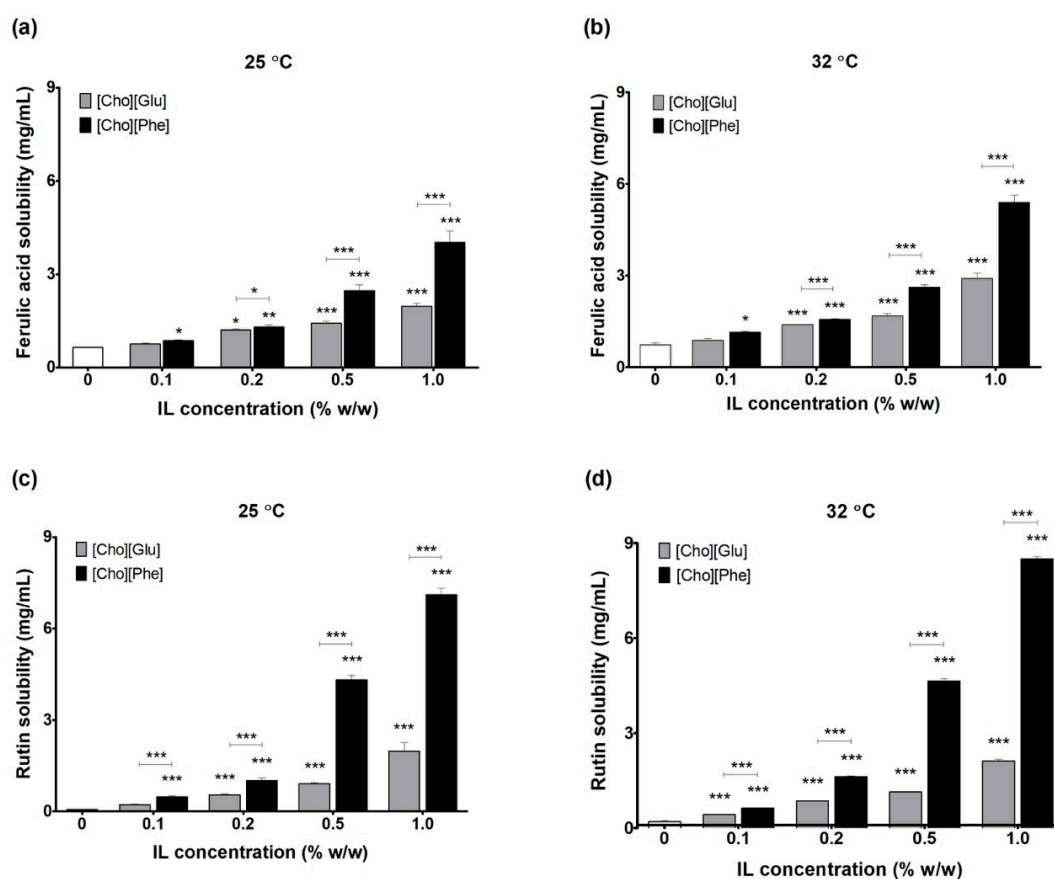 (a)
25 °C
[Cho][Glu]
[Cho][Phe]
Ferulic acid solubility (mg/mL)
9
6
3
0
*
* ** *
*** *** ***
*** *** ***
0 0.1 0.2 0.5 1.0
IL concentration (% w/w)
(b)
32 °C
[Cho][Glu]
[Cho][Phe]
Ferulic acid solubility (mg/mL)
9
6
3
0
*
*** *** ***
*** *** ***
*** *** ***
0 0.1 0.2 0.5 1.0
IL concentration (% w/w)
(c)
25 °C
[Cho][Glu]
[Cho][Phe]
Rutin solubility (mg/mL)
9
6
3
0
*** ***
*** *** ***
*** *** ***
*** *** ***
0 0.1 0.2 0.5 1.0
IL concentration (% w/w)
(d)
32 °C
[Cho][Glu]
[Cho][Phe]
Rutin solubility (mg/mL)
9
6
3
0
*** *** ***
*** *** ***
*** *** ***
*** *** ***
0 0.1 0.2 0.5 1.0
IL concentration (% w/w)